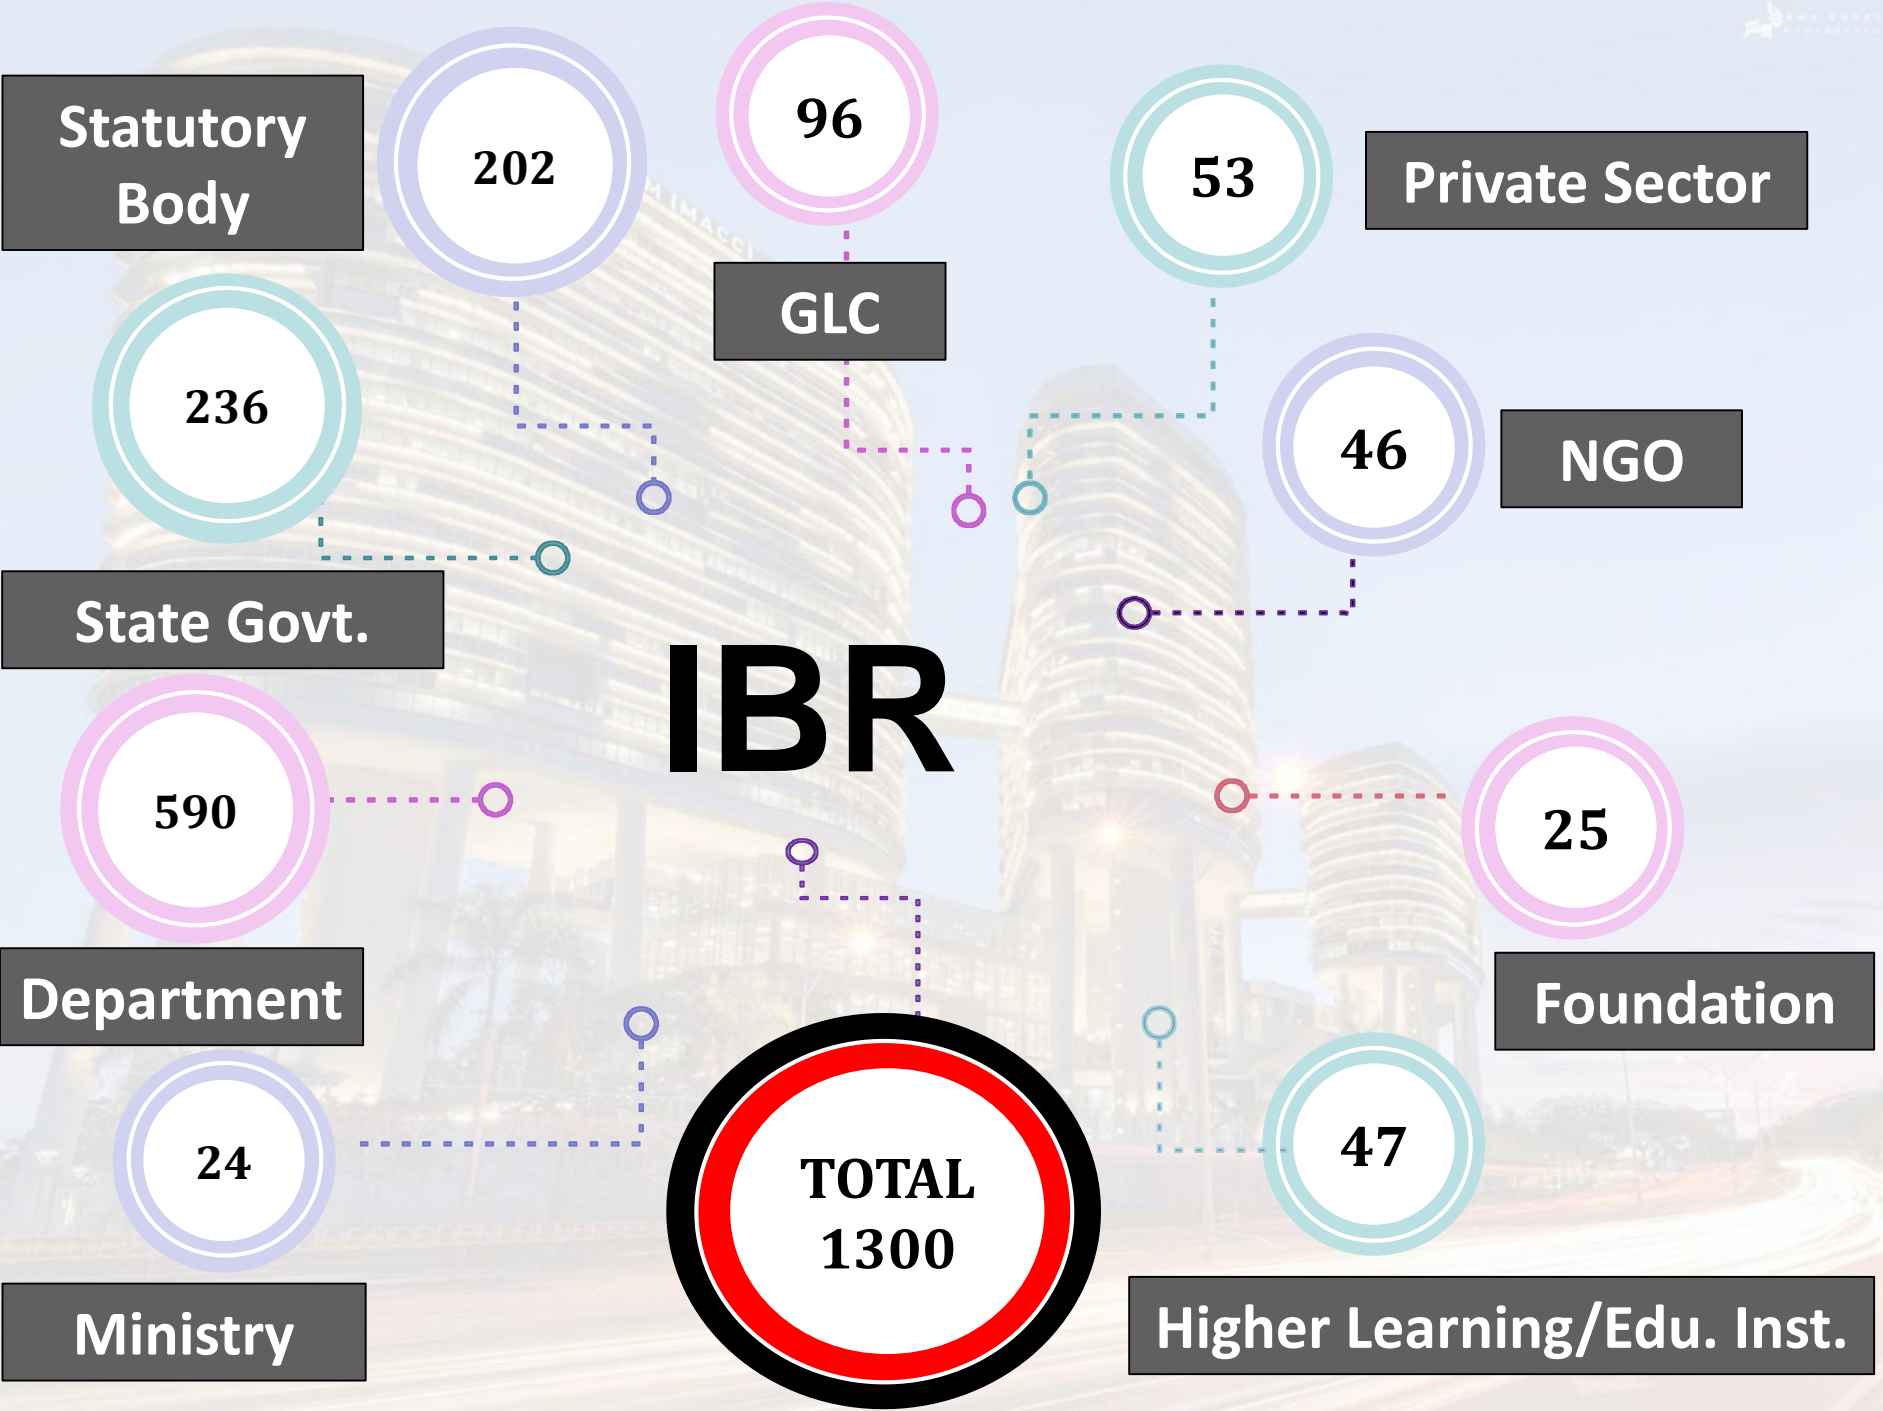 Statutory
Body
202
96
GLC
53
Private Sector
236
State Govt.
46
NGO
IBR
590
Department
25
Foundation
24
Ministry
TOTAL
1300
47
Higher Learning/Edu. Inst.